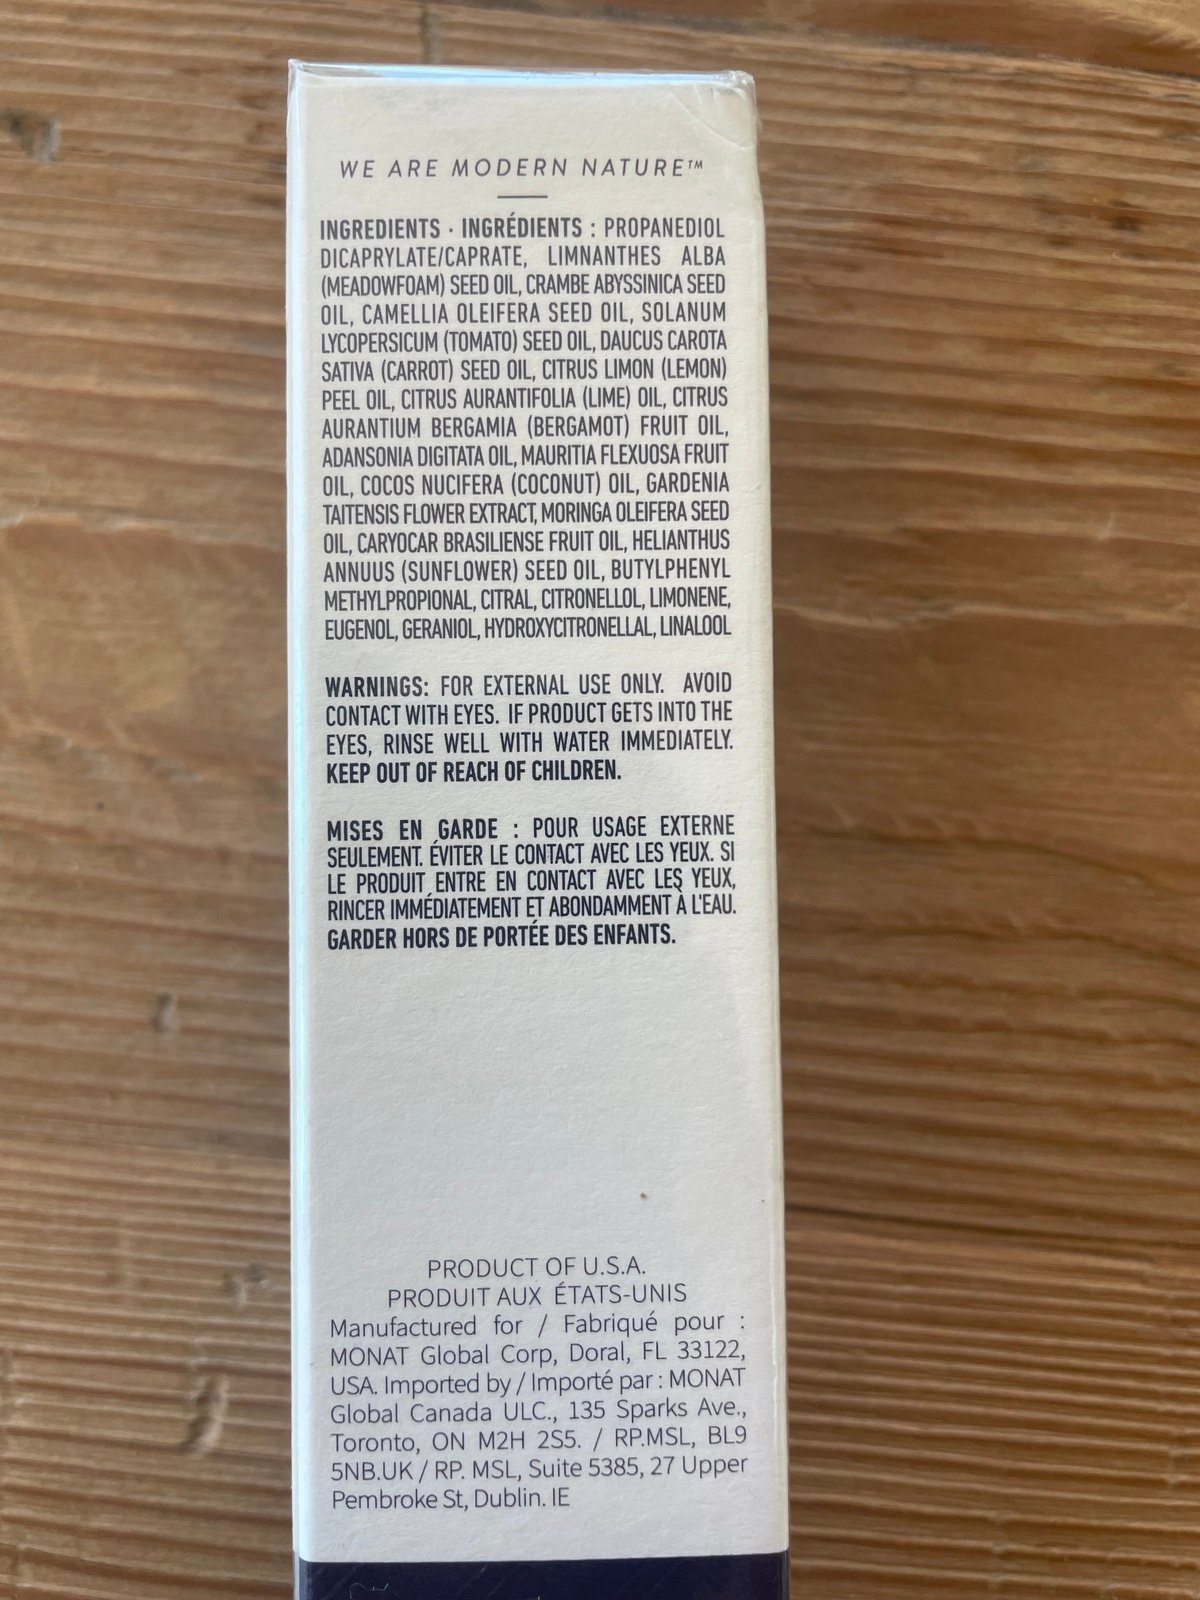 WE ARE MODERN NATURE™
INGREDIENTS · INGRÉDIENTS : PROPANEDIOL
DICAPRYLATE/CAPRATE, LIMNANTHES ALBA
(MEADOWFOAM) SEED OIL, CRAMBE ABYSSINICA SEED
OIL, CAMELLIA OLEIFERA SEED OIL, SOLANUM
LYCOPERSICUM (TOMATO) SEED OIL, DAUCUS CAROTA
SATIVA (CARROT) SEED OIL, CITRUS LIMON (LEMON)
PEEL OIL, CITRUS AURANTIFOLIA (LIME) OIL, CITRUS
AURANTIUM BERGAMIA (BERGAMOT) FRUIT OIL,
ADANSONIA DIGITATA OIL, MAURITIA FLEXUOSA FRUIT
OIL, COCOS NUCIFERA (COCONUT) OIL, GARDENIA
TAITENSIS FLOWER EXTRACT, MORINGA OLEIFERA SEED
OIL, CARYOCAR BRASILIENSE FRUIT OIL, HELIANTHUS
ANNUUS (SUNFLOWER) SEED OIL, BUTYLPHENYL
METHYLPROPIONAL, CITRAL, CITRONELLOL, LIMONENE,
EUGENOL, GERANIOL, HYDROXYCITRONELLAL, LINALOOL
WARNINGS: FOR EXTERNAL USE ONLY. AVOID
CONTACT WITH EYES. IF PRODUCT GETS INTO THE
EYES, RINSE WELL WITH WATER IMMEDIATELY.
KEEP OUT OF REACH OF CHILDREN.
MISES EN GARDE : POUR USAGE EXTERNE
SEULEMENT. ÉVITER LE CONTACT AVEC LES YEUX. SI
LE PRODUIT ENTRE EN CONTACT AVEC LES YEUX,
RINCER IMMÉDIATEMENT ET ABONDAMMENT À L'EAU.
GARDER HORS DE PORTÉE DES ENFANTS.
PRODUCT OF U.S.A.
PRODUIT AUX ÉTATS-UNIS
Manufactured for / Fabriqué pour :
MONAT Global Corp, Doral, FL 33122,
USA. Imported by / Importé par : MONAT
Global Canada ULC., 135 Sparks Ave.,
Toronto, ON M2H 2S5. / RP.MSL, BL9
5NB.UK / RP. MSL, Suite 5385, 27 Upper
Pembroke St, Dublin. IE